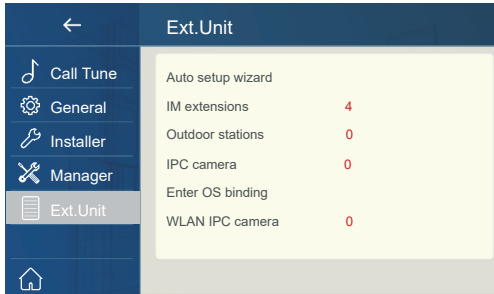 Ext.Unit
Call Tune
General
Installer
Manager
Ext.Unit
Auto setup wizard
IM extensions 4
Outdoor stations 0
IPC camera 0
Enter OS binding
WLAN IPC camera 0